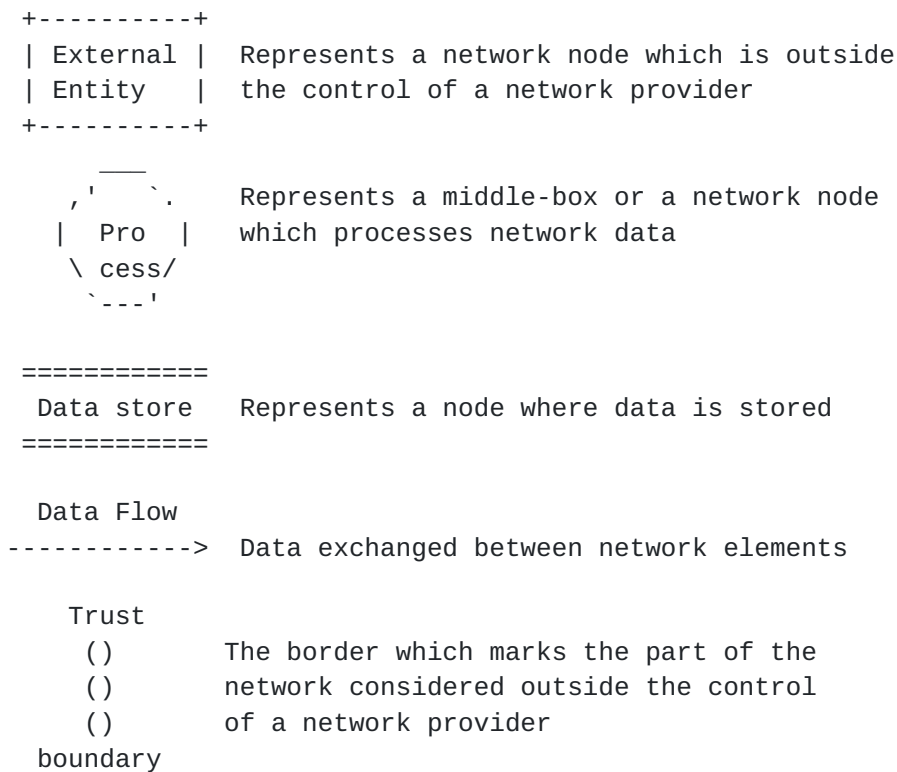 +----------+
| External |  Represents a network node which is outside
| Entity   |  the control of a network provider
+----------+
      ___
    ,'   `.    Represents a middle-box or a network node
   |  Pro  |   which processes network data
    \ cess/
     `---'
============
 Data store   Represents a node where data is stored
============
  Data Flow
------------>  Data exchanged between network elements
    Trust
     ()       The border which marks the part of the
     ()       network considered outside the control
     ()       of a network provider
  boundary